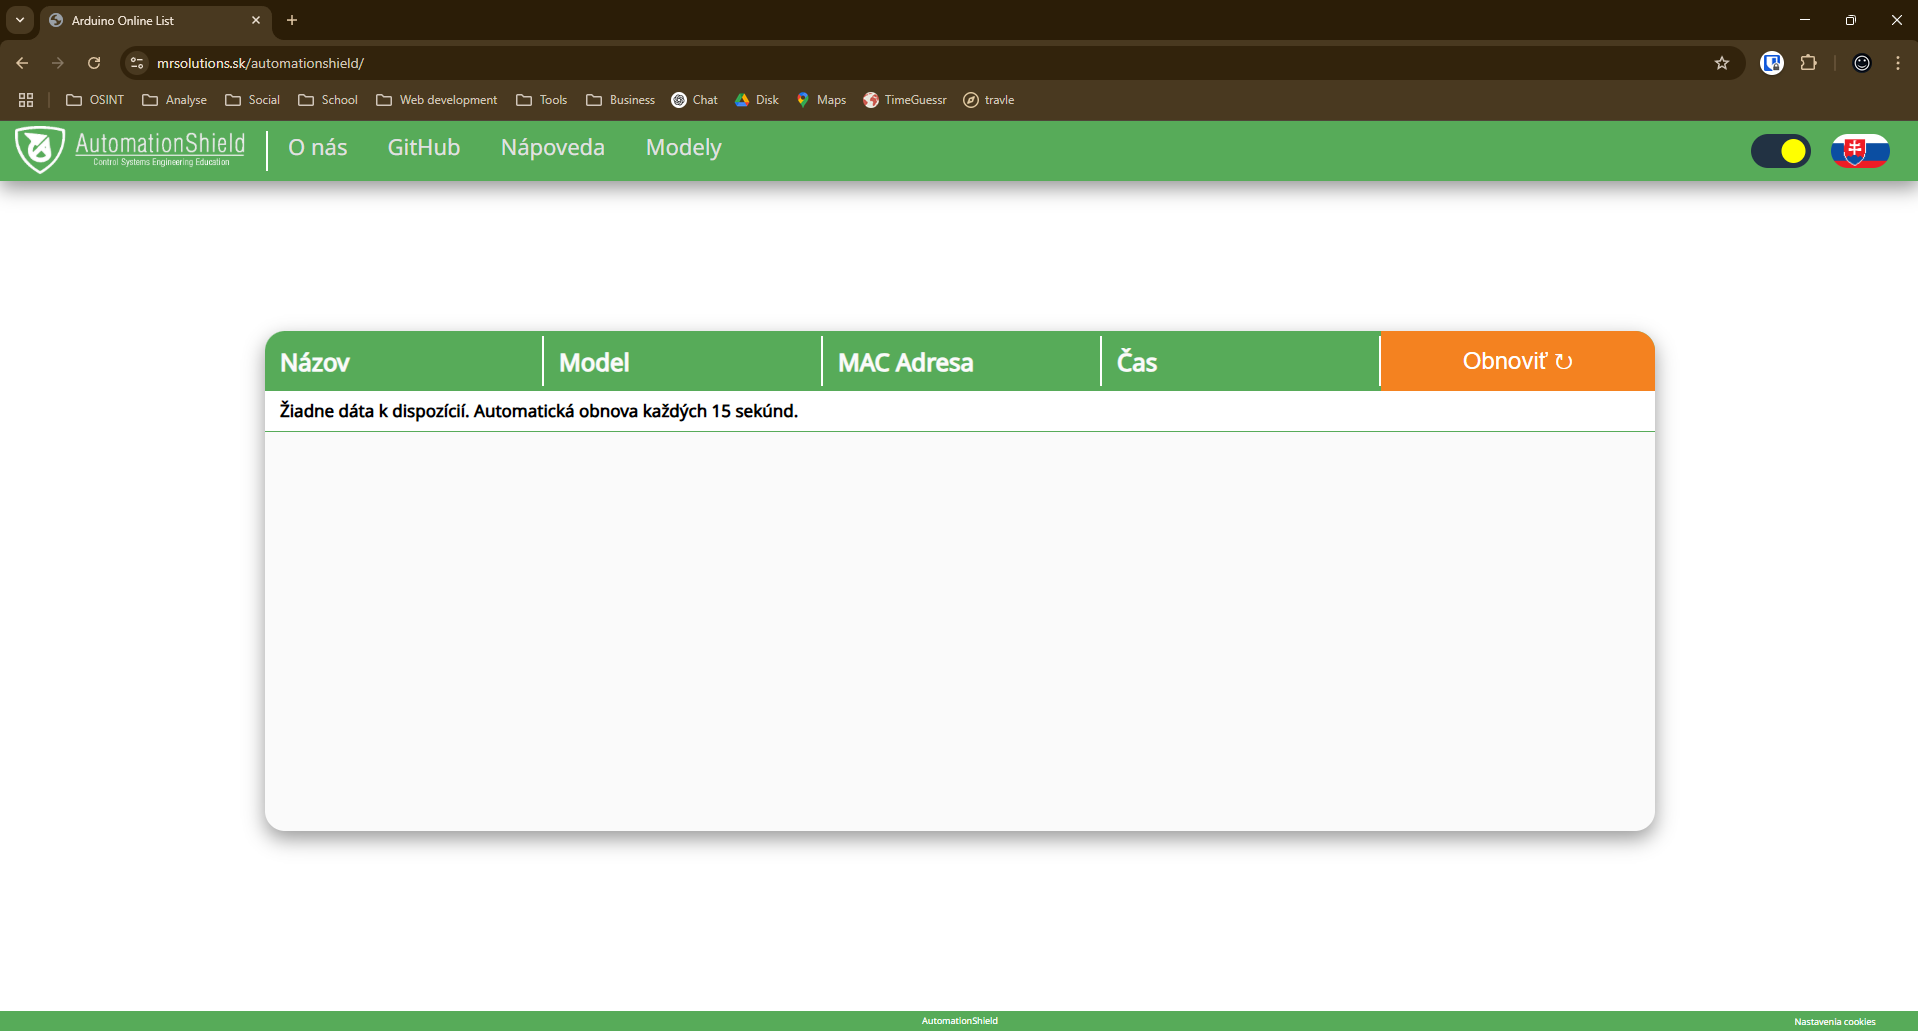 Arduino Online List
mrsolutions.sk/automationshield/
OSINT Analyse Social School Web development Tools Business Chat Disk Maps TimeGuessr travle
AutomationShield
Control Systems Engineering Education
O nás GitHub Nápoveda Modely
Názov Model MAC Adresa Čas Obnoviť ↻
Žiadne dáta k dispozícií. Automatická obnova každých 15 sekúnd.
AutomationShield
Nastavenia cookies